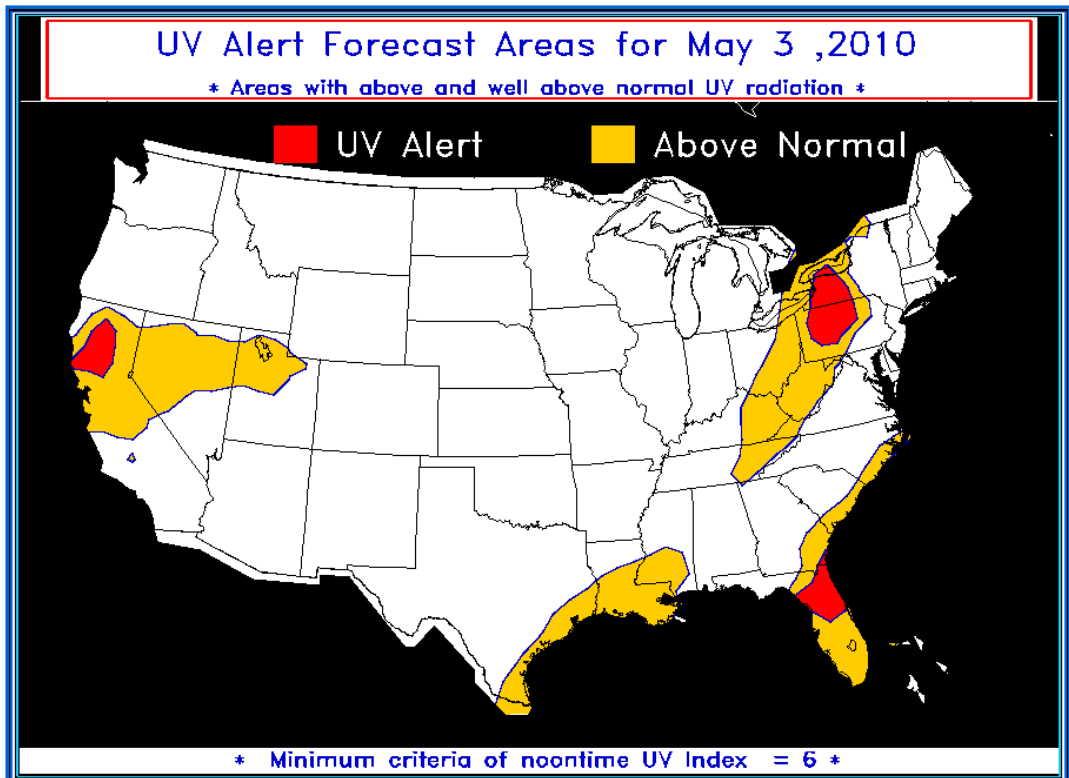 UV Alert Forecast Areas for May 3 ,2010
* Areas with above and well above normal UV radiation *
UV Alert Above Normal
* Minimum criteria of noontime UV Index = 6 *